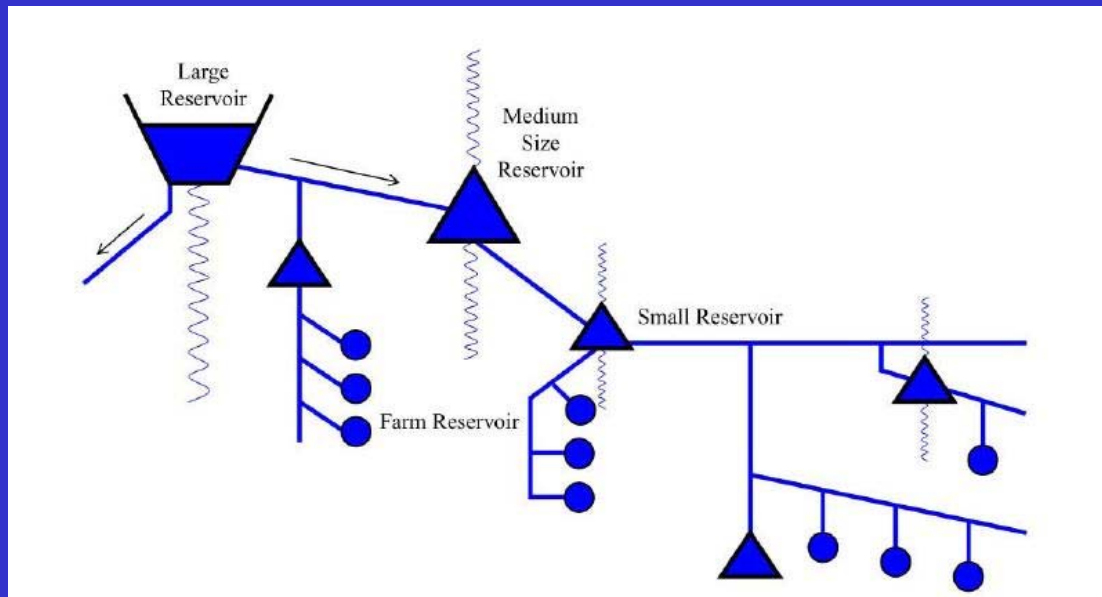 Large
Reservoir
Medium
Size
Reservoir
Small Reservoir
Farm Reservoir